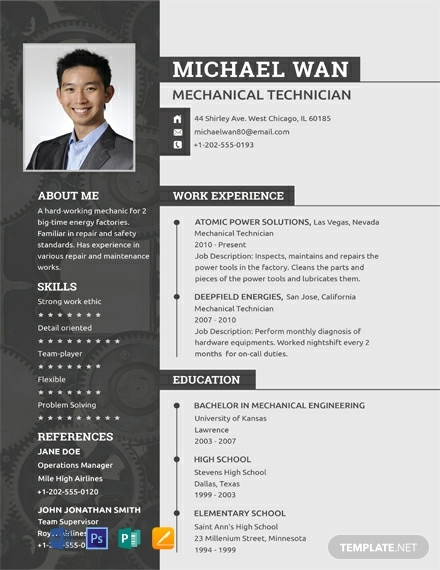 MICHAEL WAN
MECHANICAL TECHNICIAN
44 Shirley Ave. West Chicago, IL 60185
michaelwan80@email.com
+1-202-555-0193
ABOUT ME
A hard-working mechanic for 2
big-time energy factories.
Familiar in repair and safety
standards. Has experience in
various repair and maintenance
works.
SKILLS
Strong work ethic
Detail oriented
Team-player
Flexible
Problem Solving
REFERENCES
JANE DOE
Operations Manager
Mile High Airlines
+1-202-555-0120
JOHN JONATHAN SMITH
Team Supervisor
WORK EXPERIENCE
ATOMIC POWER SOLUTIONS, Las Vegas, Nevada
Mechanical Technician
2010 - Present
Job Description: Inspects, maintains and repairs the
power tools in the factory. Cleans the parts and
pieces of the power tools and lubricates them.
DEEPFIELD ENERGIES, San Jose, California
Mechanical Technician
2007 - 2010
Job Description: Perform monthly diagnosis of
hardware equipments. Worked nightshift every 2
months for on-call duties.
EDUCATION
BACHELOR IN MECHANICAL ENGINEERING
University of Kansas
Lawrence
2003 - 2007
HIGH SCHOOL
Stevens High School
Dallas, Texas
1999 - 2003
ELEMENTARY SCHOOL
Saint Ann's High School
23 Millenium Street, Minnesota
1994 - 1999
Ps
P
TEMPLATE.NET